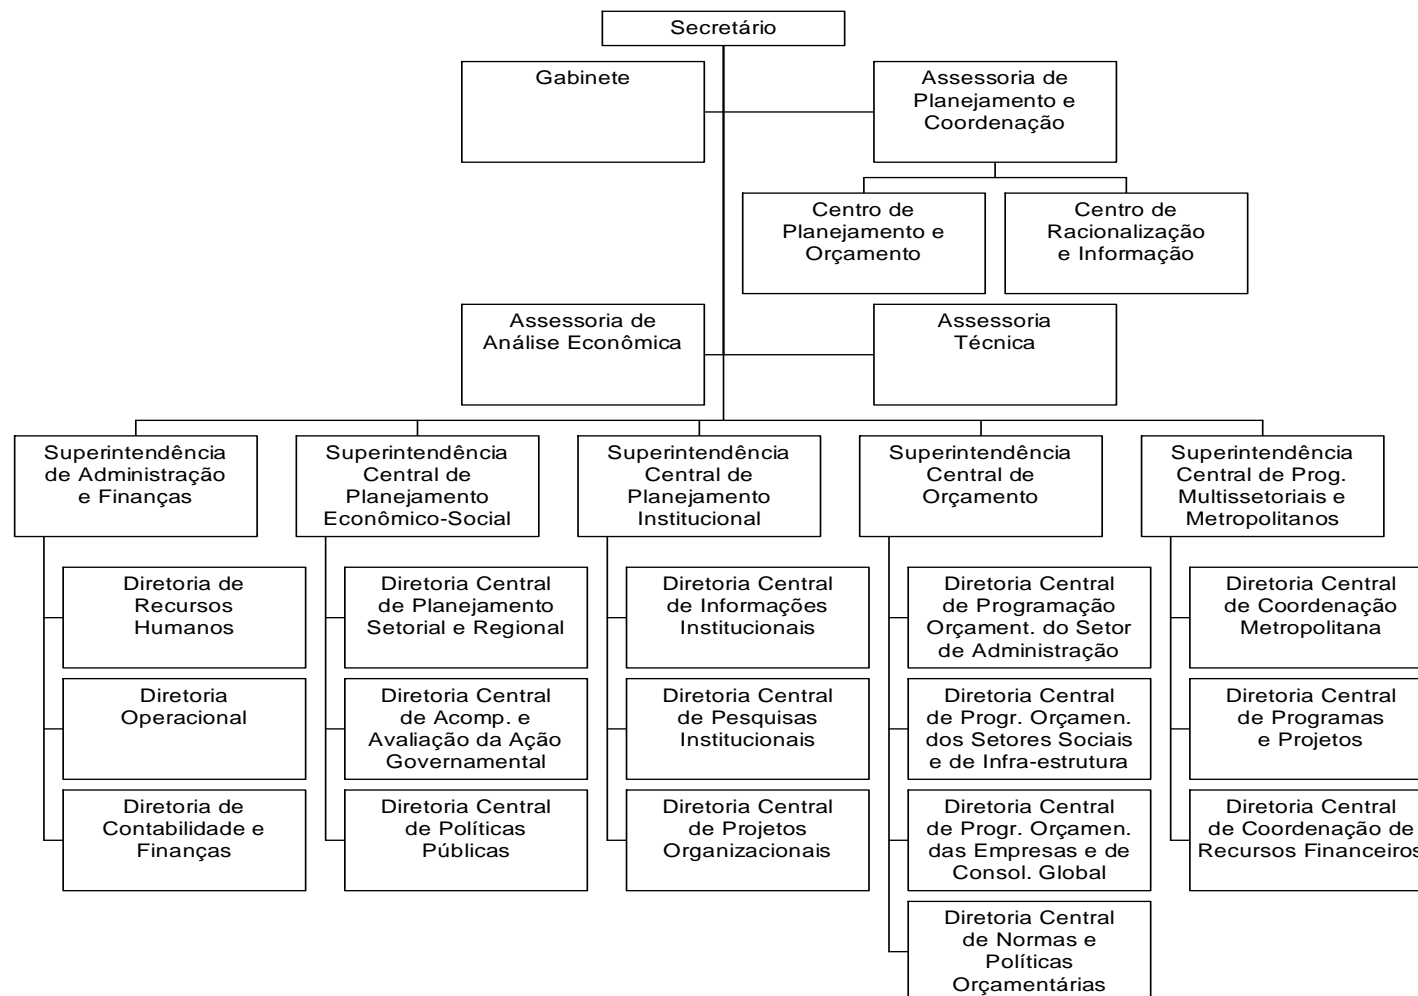 Secretário
Gabinete
Assessoria de
Planejamento e
Coordenação
Centro de
Planejamento e
Orçamento
Centro de
Racionalização
e Informação
Assessoria de
Análise Econômica
Assessoria
Técnica
Superintendência
de Administração
e Finanças
Superintendência
Central de
Planejamento
Econômico-Social
Superintendência
Central de
Planejamento
Institucional
Superintendência
Central de
Orçamento
Superintendência
Central de Prog.
Multissetoriais e
Metropolitanos
Diretoria de
Recursos
Humanos
Diretoria
Operacional
Diretoria de
Contabilidade e
Finanças
Diretoria Central
de Planejamento
Setorial e Regional
Diretoria Central
de Acomp. e
Avaliação da Ação
Governamental
Diretoria Central
de Políticas
Públicas
Diretoria Central
de Informações
Institucionais
Diretoria Central
de Pesquisas
Institucionais
Diretoria Central
de Projetos
Organizacionais
Diretoria Central
de Programação
Orçament. do Setor
de Administração
Diretoria Central
de Progr. Orçamen.
dos Setores Sociais
e de Infra-estrutura
Diretoria Central
de Progr. Orçamen.
das Empresas e de
Consol. Global
Diretoria Central
de Normas e
Políticas
Orçamentárias
Diretoria Central
de Coordenação
Metropolitana
Diretoria Central
de Programas
e Projetos
Diretoria Central
de Coordenação de
Recursos Financeiros